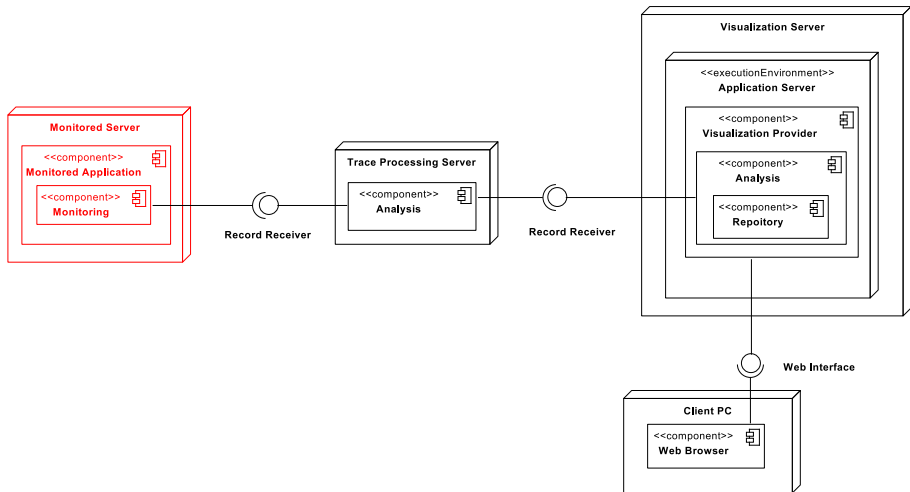 Visualization Server
<<executionEnvironment>>
Application Server
<<component>>
Visualization Provider
<<component>>
Analysis
<<component>>
Repoitory
Monitored Server
<<component>>
Monitored Application
<<component>>
Monitoring
Record Receiver
Trace Processing Server
<<component>>
Analysis
Record Receiver
Web Interface
Client PC
<<component>>
Web Browser